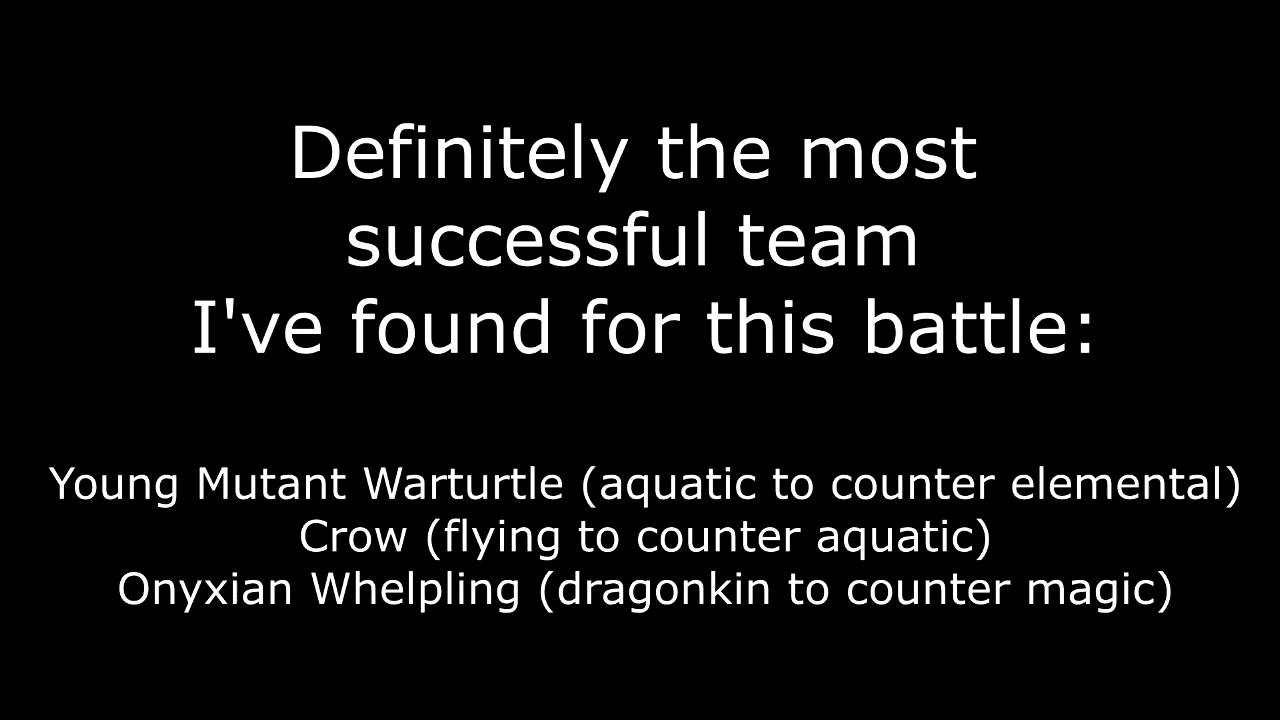 Definitely the most
successful team
I've found for this battle:
Young Mutant Warturtle (aquatic to counter elemental)
Crow (flying to counter aquatic)
Onyxian Whelpling (dragonkin to counter magic)